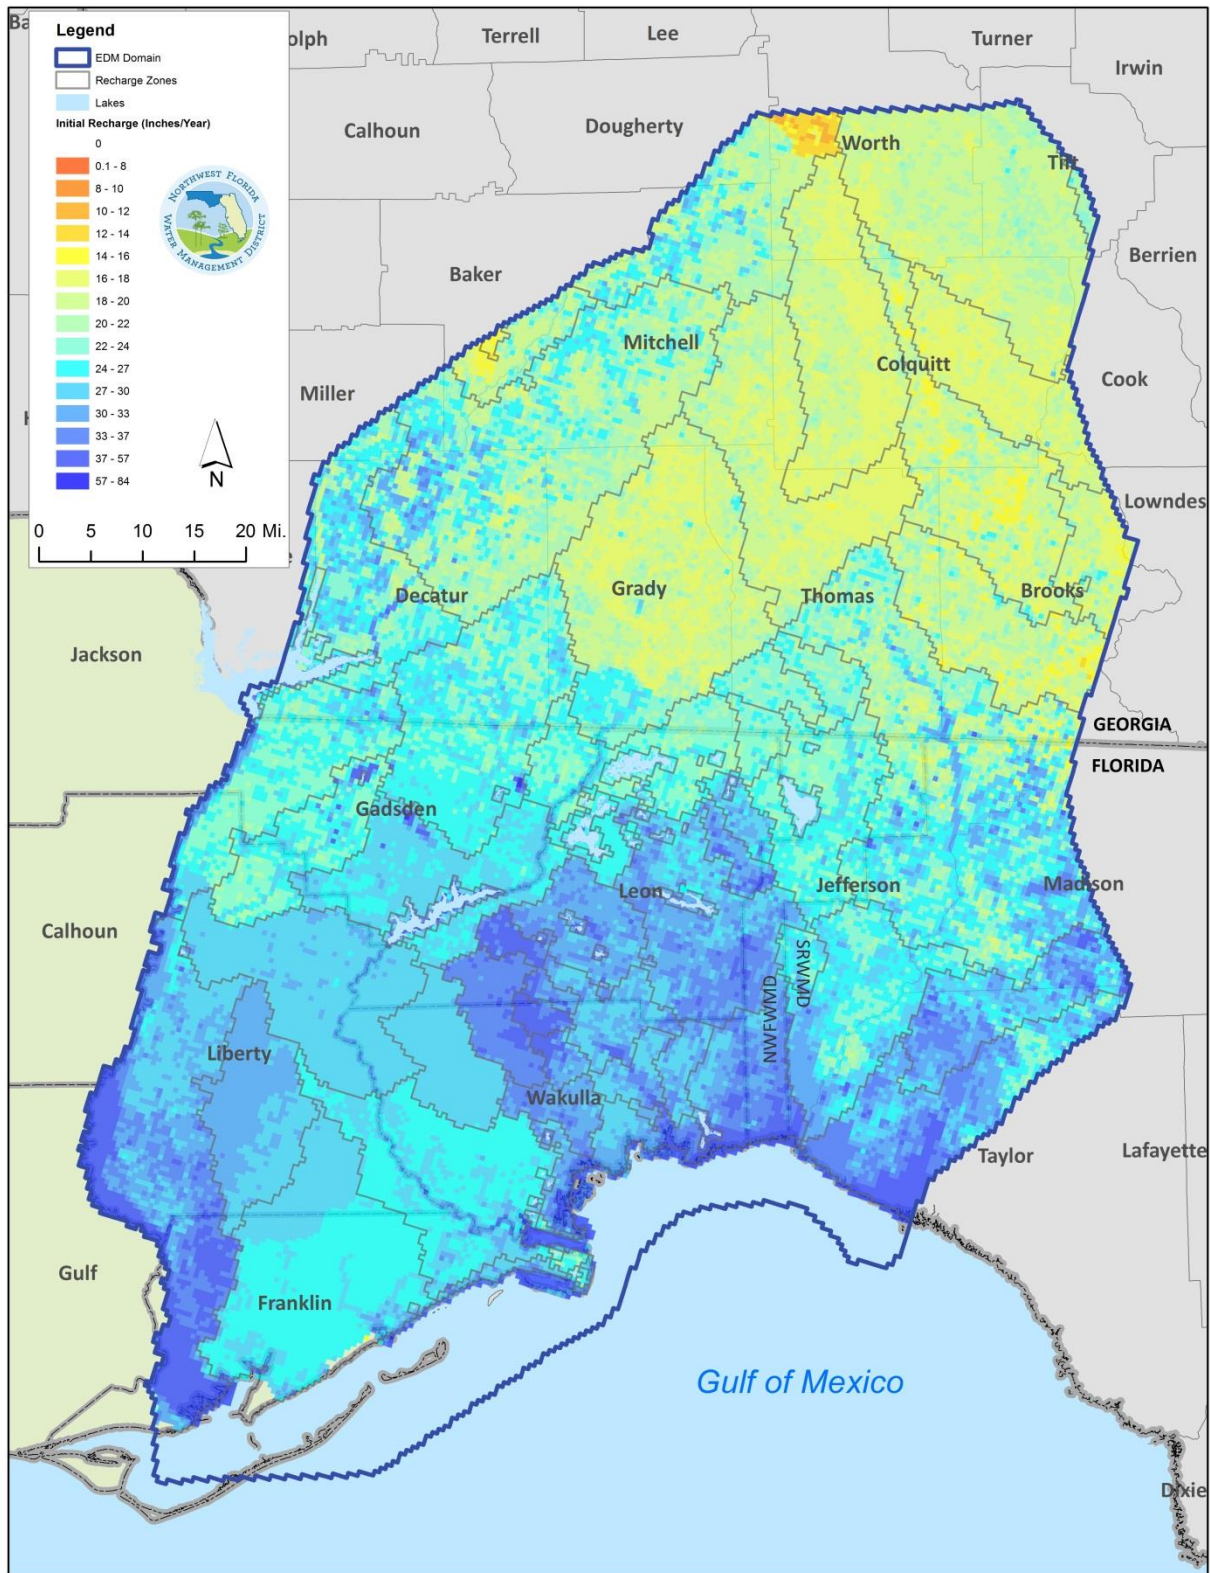 Legend
EDM Domain
Recharge Zones
Lakes
Initial Recharge (Inches/Year)
0
0.1 - 8
8 - 10
10 - 12
12 - 14
14 - 16
16 - 18
18 - 20
20 - 22
22 - 24
24 - 27
27 - 30
30 - 33
33 - 37
37 - 57
57 - 84
NORTHWEST FLORIDA
WATER MANAGEMENT DISTRICT
N
0 5 10 15 20 Mi.
Ba
olph
Terrell
Lee
Turner
Irwin
Calhoun
Dougherty
Worth
Tift
Baker
Berrien
Mitchell
Colquitt
Miller
Cook
Lowndes
Decatur
Grady
Thomas
Brooks
Jackson
GEORGIA
FLORIDA
Gadsden
Leon
Jefferson
Madison
Calhoun
NWFWMD
SRWMD
Liberty
Wakulla
Taylor
Lafayette
Gulf
Franklin
Gulf of Mexico
Dixie